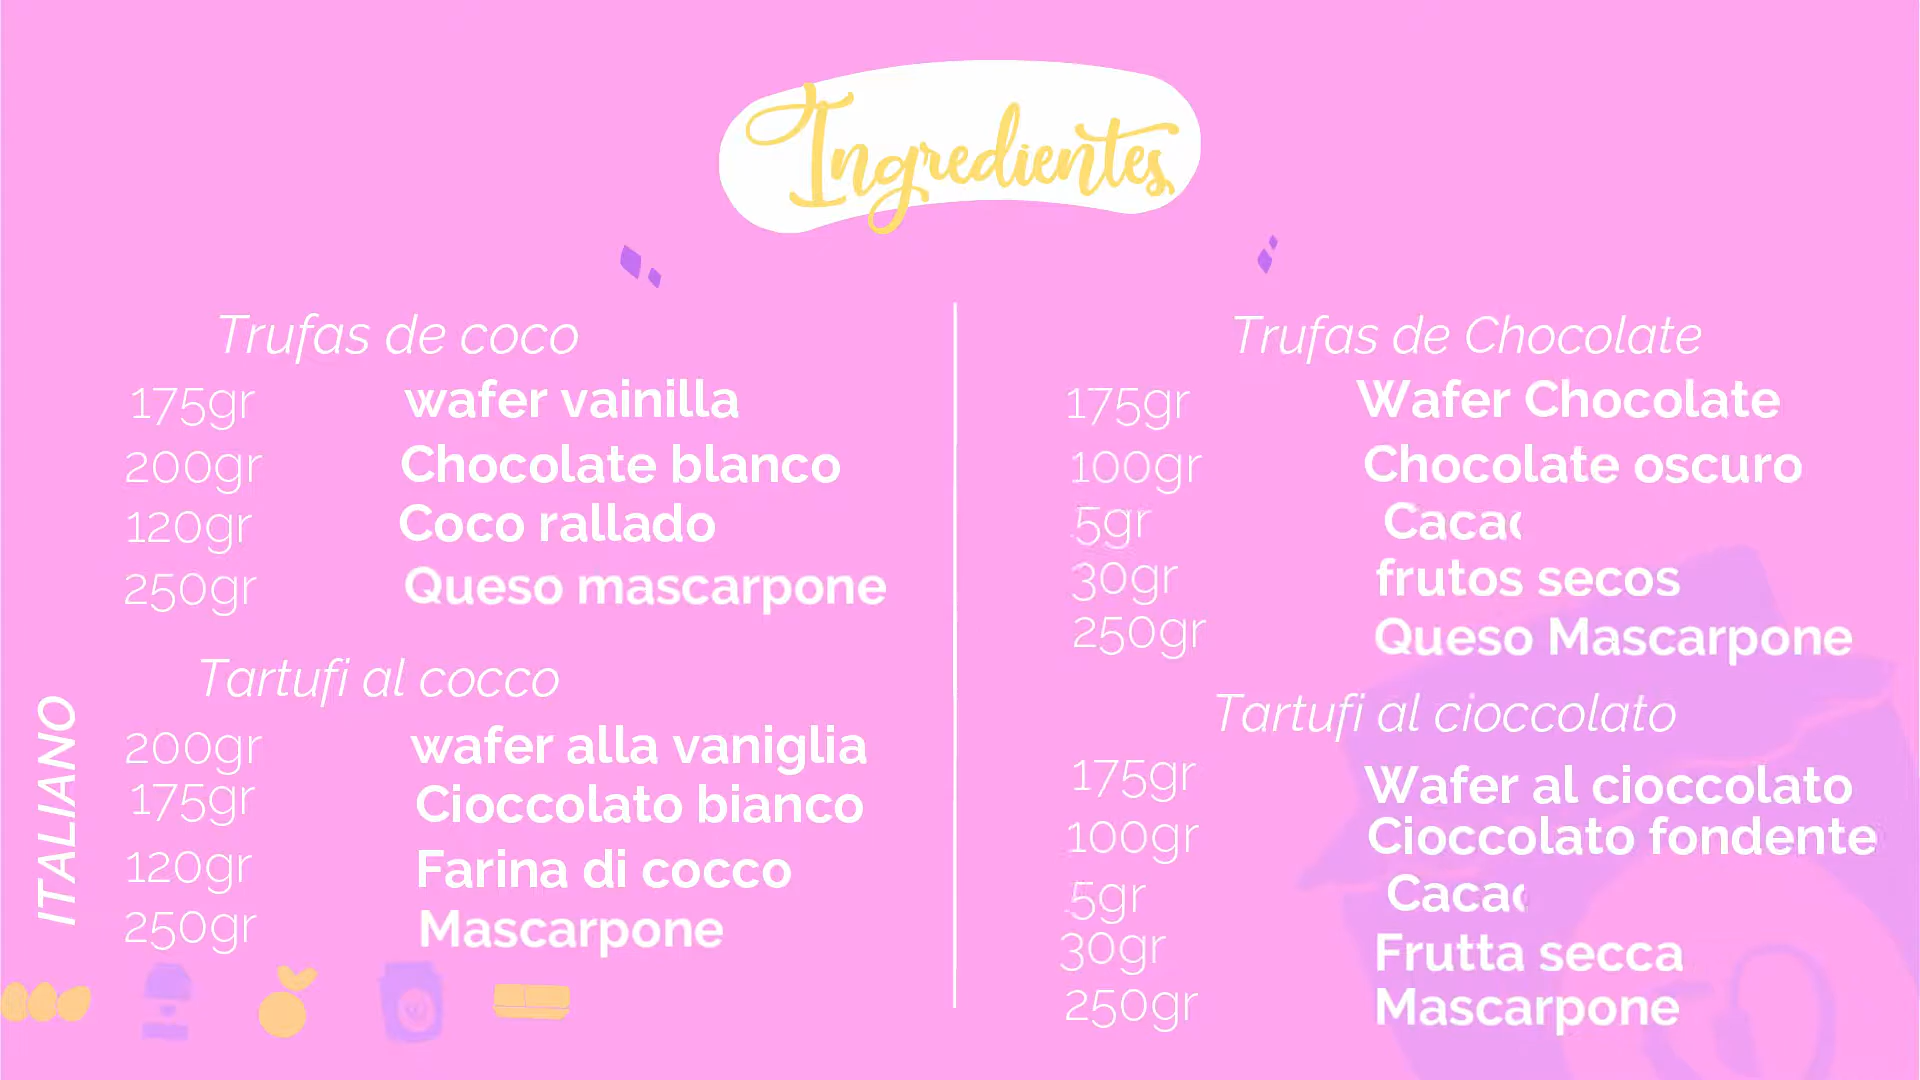 Ingredientes
Trufas de coco
175gr wafer vainilla
200gr Chocolate blanco
120gr Coco rallado
250gr Queso mascarpone
Tartufi al cocco
ITALIANO
200gr wafer alla vaniglia
175gr Cioccolato bianco
120gr Farina di cocco
250gr Mascarpone
Trufas de Chocolate
175gr Wafer Chocolate
100gr Chocolate oscuro
5gr Cacao
30gr frutos secos
250gr Queso Mascarpone
Tartufi al cioccolato
175gr Wafer al cioccolato
100gr Cioccolato fondente
5gr Cacao
30gr Frutta secca
250gr Mascarpone